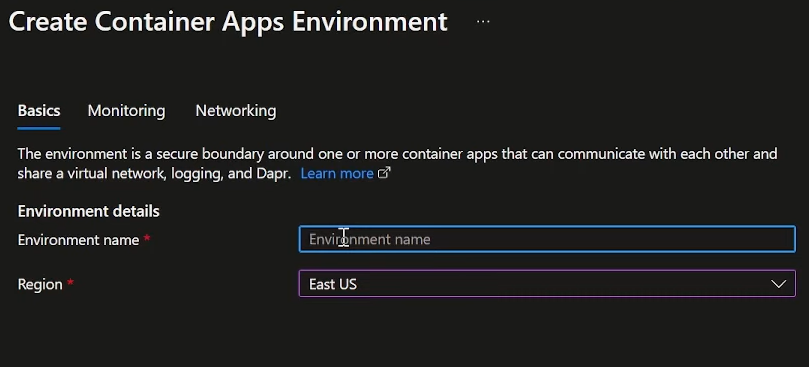 Create Container Apps Environment ...
Basics Monitoring Networking
The environment is a secure boundary around one or more container apps that can communicate with each other and
share a virtual network, logging, and Dapr. Learn more
Environment details
Environment name * Environment name
Region * East US